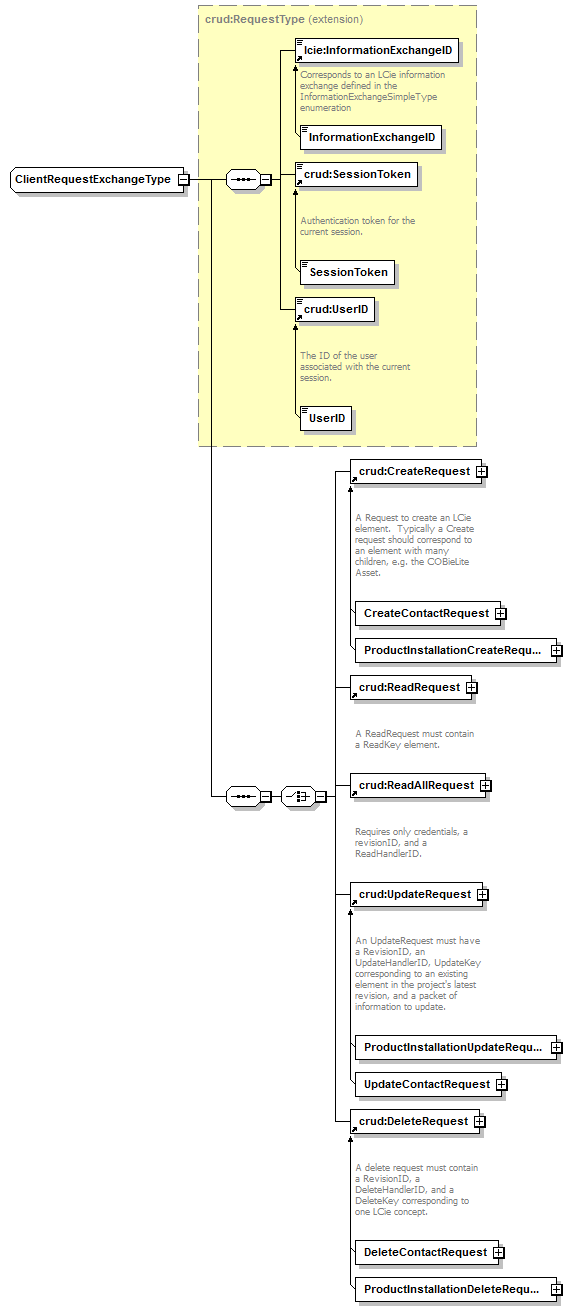 crud:RequestType (extension)
lcie:InformationExchangeID
Corresponds to an LCie information
exchange defined in the
InformationExchangeSimpleType
enumeration
InformationExchangeID
ClientRequestExchangeType
crud:SessionToken
Authentication token for the
current session.
SessionToken
crud:UserID
The ID of the user
associated with the current
session.
UserID
crud:CreateRequest
A Request to create an LCie
element.  Typically a Create
request should correspond to
an element with many
children, e.g. the COBieLite
Asset.
CreateContactRequest
ProductInstallationCreateRequ...
crud:ReadRequest
A ReadRequest must contain
a ReadKey element.
crud:ReadAllRequest
Requires only credentials, a
revisionID, and a
ReadHandlerID.
crud:UpdateRequest
An UpdateRequest must have
a RevisionID, an
UpdateHandlerID, UpdateKey
corresponding to an existing
element in the project's latest
revision, and a packet of
information to update.
ProductInstallationUpdateRequ...
UpdateContactRequest
crud:DeleteRequest
A delete request must contain
a RevisionID, a
DeleteHandlerID, and a
DeleteKey corresponding to
one LCie concept.
DeleteContactRequest
ProductInstallationDeleteRequ...